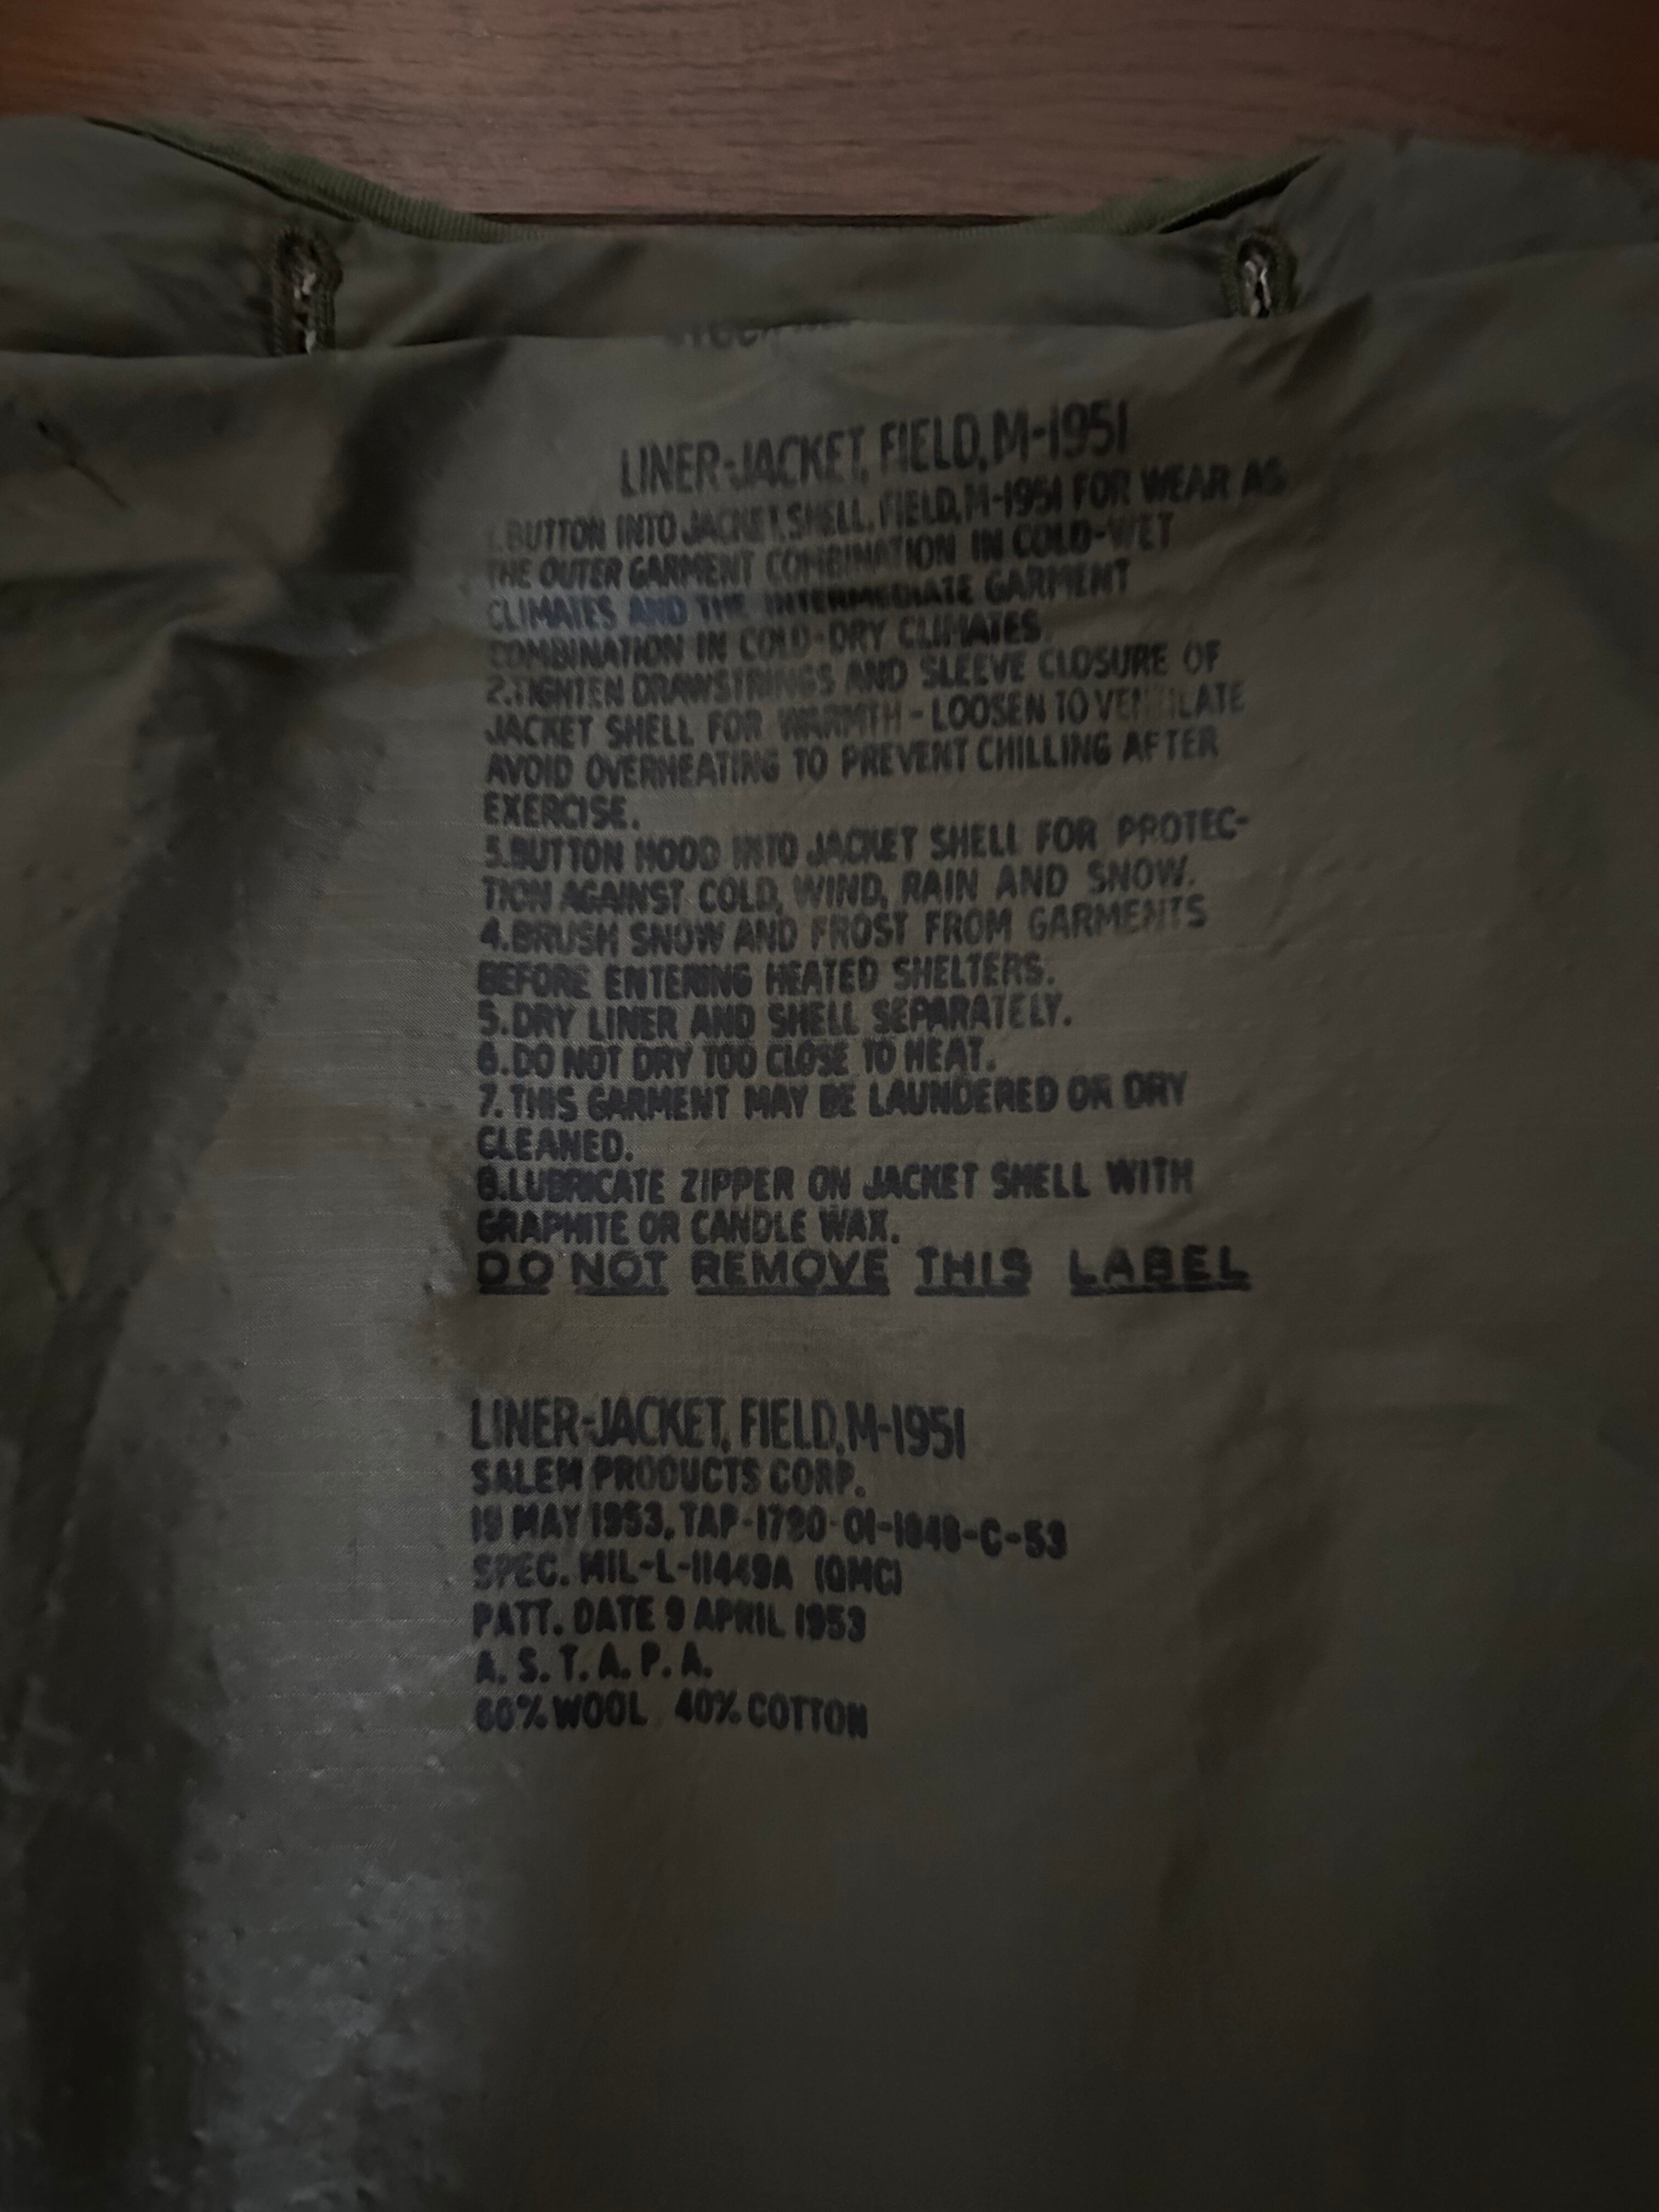 LINER-JACKET, FIELD, M-1951
1.BUTTON INTO JACKET, SHELL, FIELD, M-1951 FOR WEAR AS
THE OUTER GARMENT COMBINATION IN COLD-WET
CLIMATES AND THE INTERMEDIATE GARMENT
COMBINATION IN COLD-DRY CLIMATES.
2.TIGHTEN DRAWSTRINGS AND SLEEVE CLOSURE OF
JACKET SHELL FOR WARMTH - LOOSEN TO VENTILATE
AVOID OVERHEATING TO PREVENT CHILLING AFTER
EXERCISE.
3.BUTTON HOOD INTO JACKET SHELL FOR PROTEC-
TION AGAINST COLD, WIND, RAIN AND SNOW.
4.BRUSH SNOW AND FROST FROM GARMENTS
BEFORE ENTERING HEATED SHELTERS.
5.DRY LINER AND SHELL SEPARATELY.
6.DO NOT DRY TOO CLOSE TO HEAT.
7. THIS GARMENT MAY BE LAUNDERED OR DRY
CLEANED.
8.LUBRICATE ZIPPER ON JACKET SHELL WITH
GRAPHITE OR CANDLE WAX.
DO NOT REMOVE THIS LABEL
LINER-JACKET, FIELD, M-1951
SALEM PRODUCTS CORP.
19 MAY 1953, TAP-1790-OI-1848-C-53
SPEC. MIL-L-11449A (QMC)
PATT. DATE 9 APRIL 1953
A. S. T. A. P. A.
60% WOOL 40% COTTON